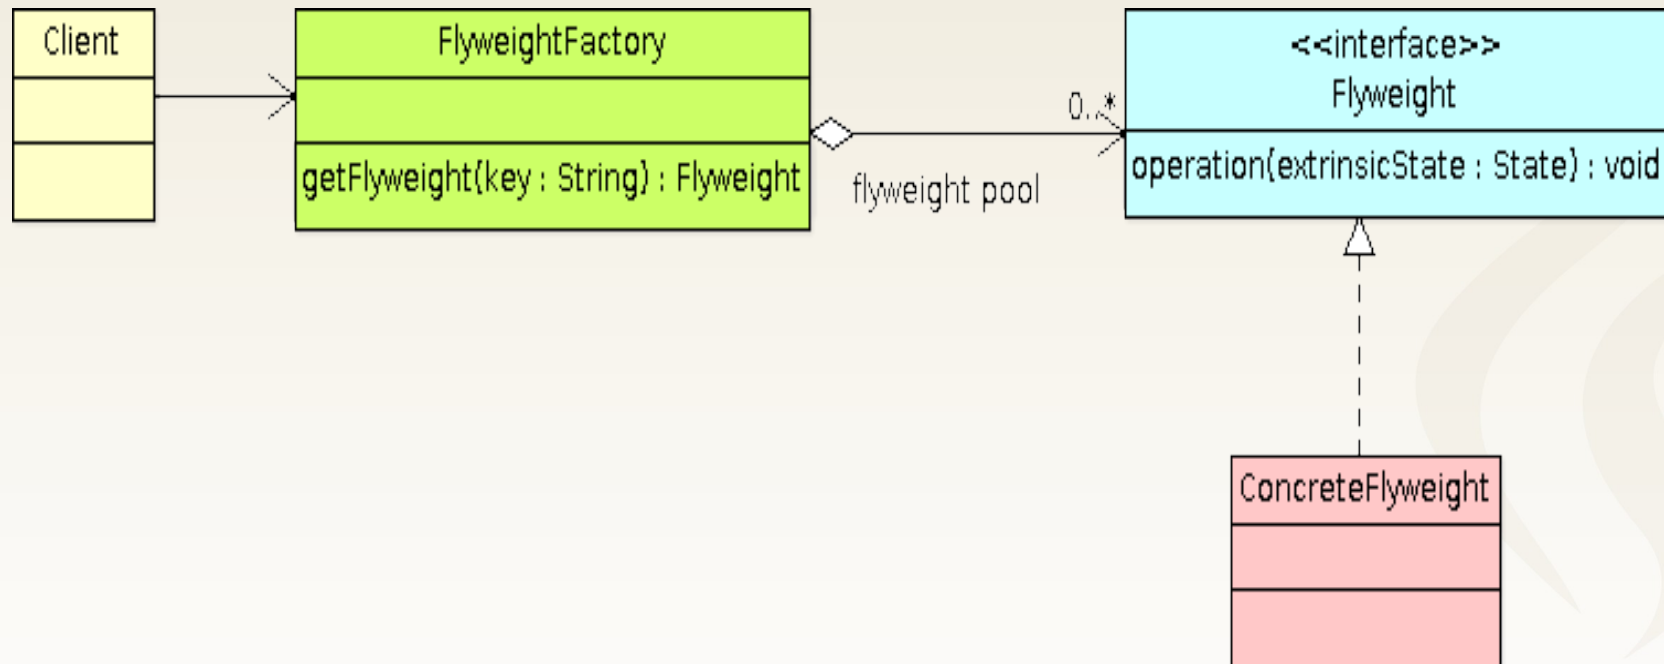 Client
FlyweightFactory
getFlyweight(key : String) : Flyweight
0..*
flyweight pool
<<interface>>
Flyweight
operation(extrinsicState : State) : void
ConcreteFlyweight